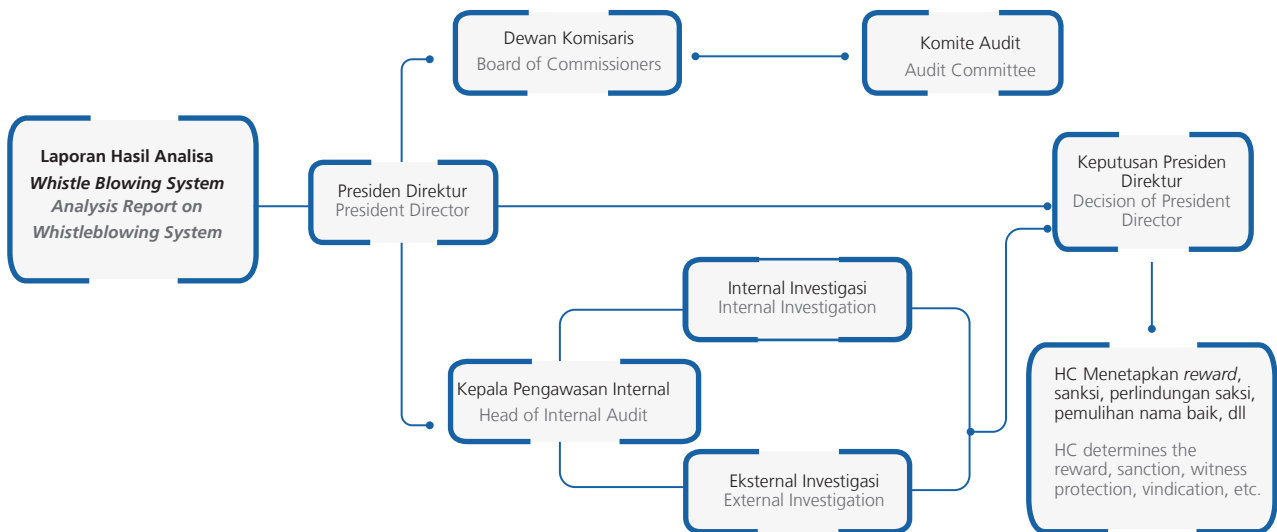 Dewan Komisaris
Board of Commissioners
Komite Audit
Audit Committee
Laporan Hasil Analisa
Whistle Blowing System
Analysis Report on
Whistleblowing System
Presiden Direktur
President Director
Keputusan Presiden
Direktur
Decision of President
Director
Internal Investigasi
Internal Investigation
Kepala Pengawasan Internal
Head of Internal Audit
Eksternal Investigasi
External Investigation
HC Menetapkan reward,
sanksi, perlindungan saksi,
pemulihan nama baik, dll
HC determines the
reward, sanction, witness
protection, vindication, etc.